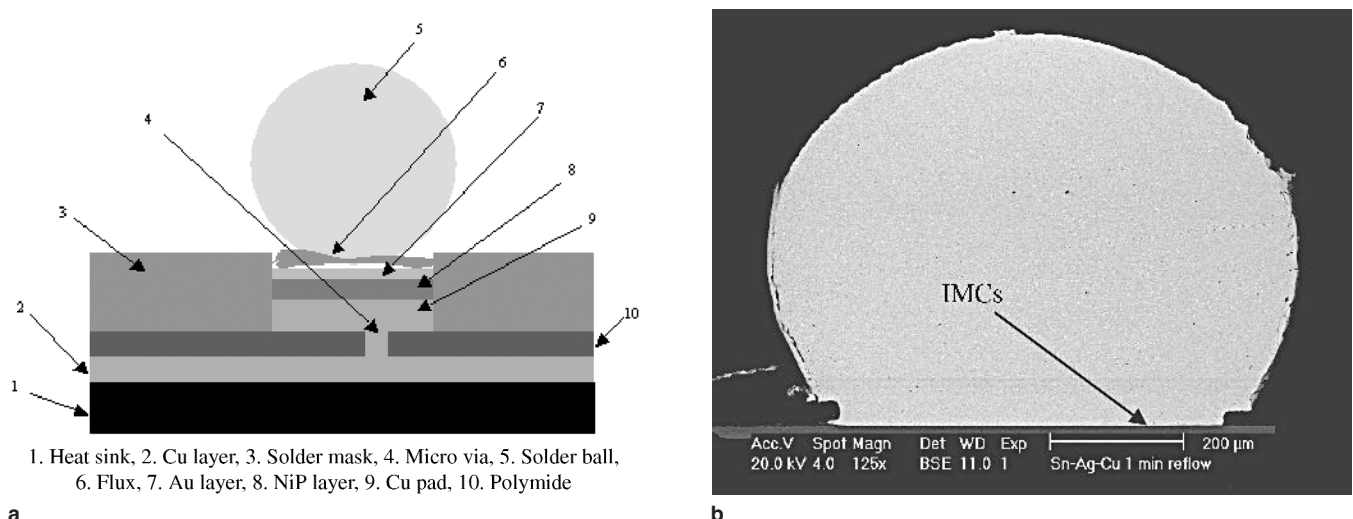 5
6
4
7
8
3
9
2
10
1
1. Heat sink, 2. Cu layer, 3. Solder mask, 4. Micro via, 5. Solder ball,
6. Flux, 7. Au layer, 8. NiP layer, 9. Cu pad, 10. Polymide
a
IMCs
Acc.V Spot Magn Det WD Exp
200 µm
20.0 kV 4.0 125x BSE 11.0 1 Sn-Ag-Cu 1 min reflow
b